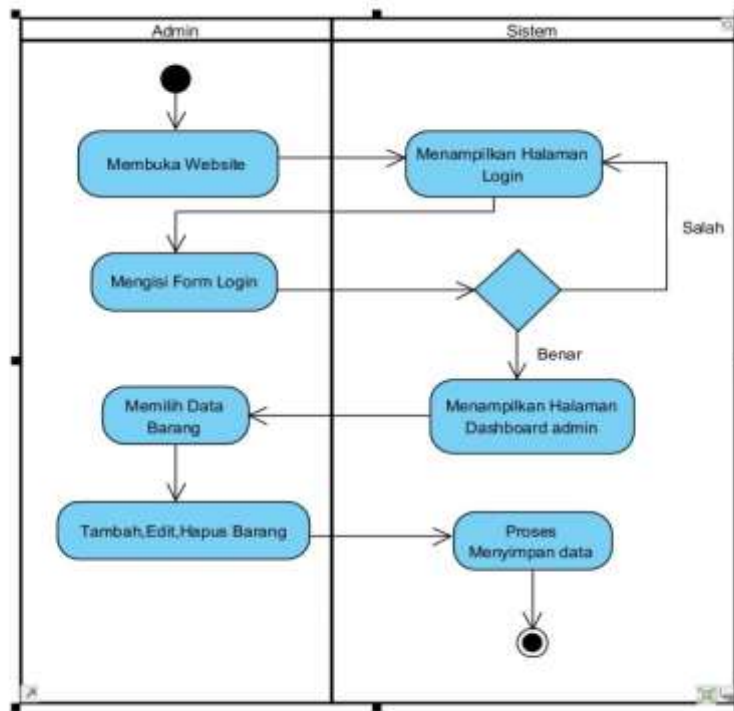 Admin
Sistem
Membuka Website
Menampilkan Halaman
Login
Salah
Mengisi Form Login
Benar
Memilih Data
Barang
Menampilkan Halaman
Dashboard admin
Tambah,Edit,Hapus Barang
Proses
Menyimpan data